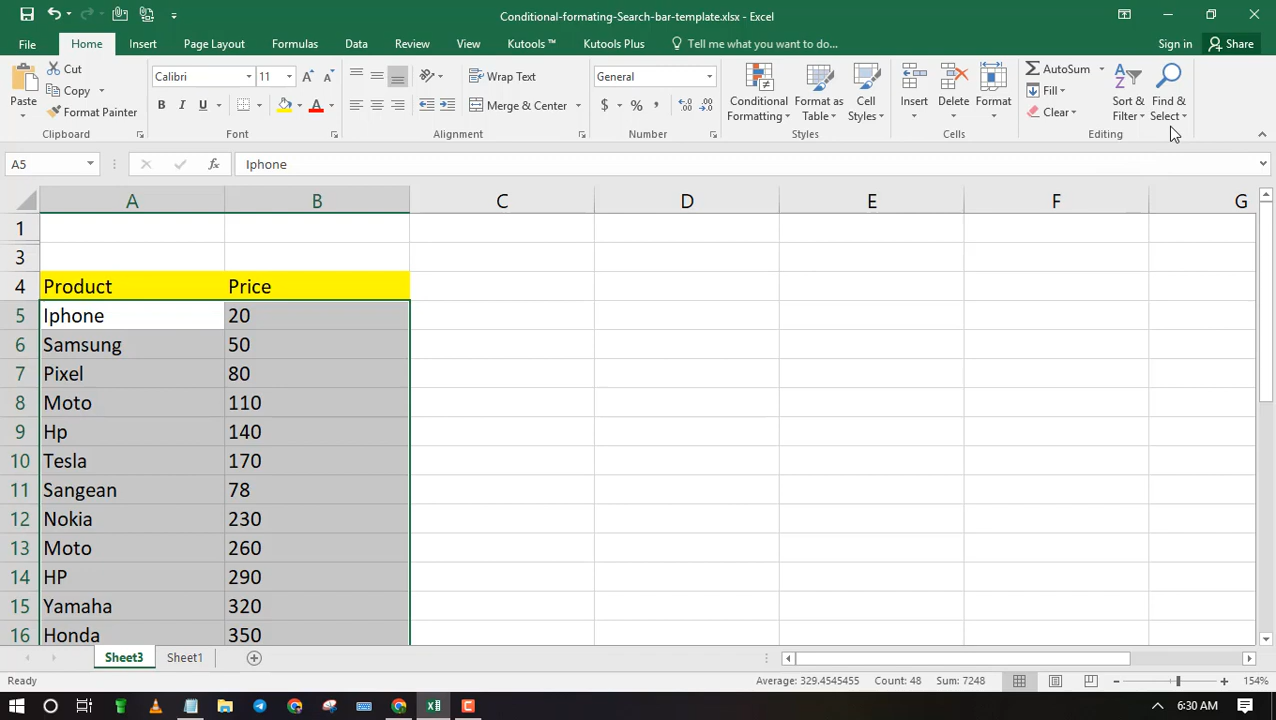 Conditional-formating-Search-bar-template.xlsx - Excel
File Home Insert Page Layout Formulas Data Review View Kutools ™ Kutools Plus Tell me what you want to do... Sign in Share
Paste
Cut
Copy
Format Painter
Clipboard
Calibri 11
B I U A
Font
Wrap Text
Merge & Center
Alignment
General
$ % ,
Number
Conditional Formatting
Format as Table
Cell Styles
Styles
Insert Delete Format
Cells
AutoSum
Fill
Clear
Sort & Filter
Find & Select
Editing
A5 fx Iphone
A B C D E F G
1
3
4 Product Price
5 Iphone 20
6 Samsung 50
7 Pixel 80
8 Moto 110
9 Hp 140
10 Tesla 170
11 Sangean 78
12 Nokia 230
13 Moto 260
14 HP 290
15 Yamaha 320
16 Honda 350
Sheet3 Sheet1
Ready Average: 329.4545455 Count: 48 Sum: 7248 154%
6:30 AM